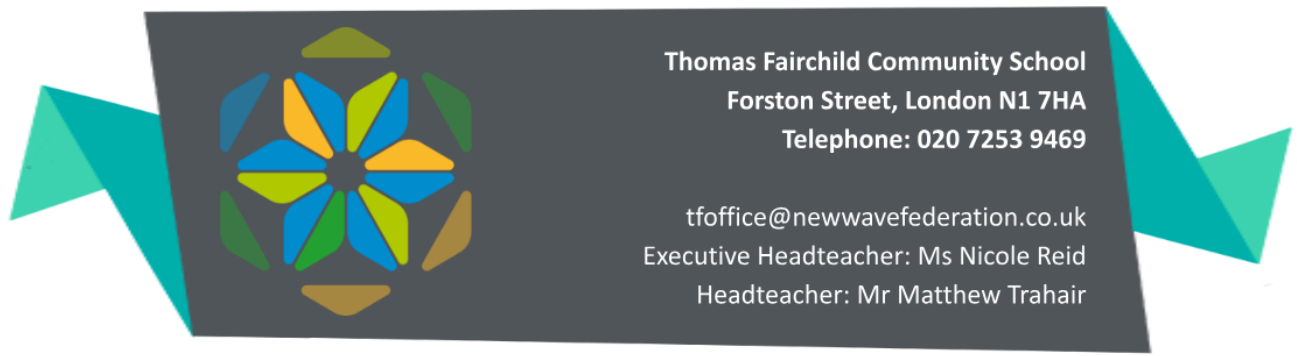 Thomas Fairchild Community School
Forston Street, London N1 7HA
Telephone: 020 7253 9469
tfoffice@newwavefederation.co.uk
Executive Headteacher: Ms Nicole Reid
Headteacher: Mr Matthew Trahair